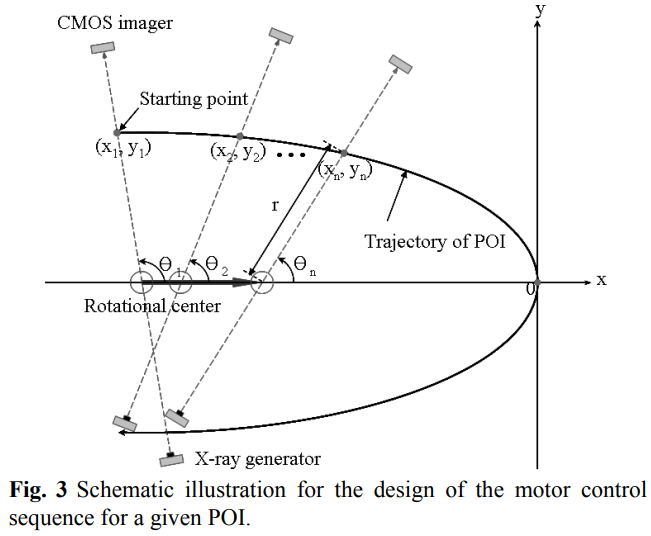 y
CMOS imager
Starting point
(x₁, y₁)
(x₂, y₂) •••
(xₙ, yₙ)
r
Trajectory of POI
Θ₁
Θ₂
Θₙ
0
x
Rotational center
X-ray generator
Fig. 3 Schematic illustration for the design of the motor control
sequence for a given POI.